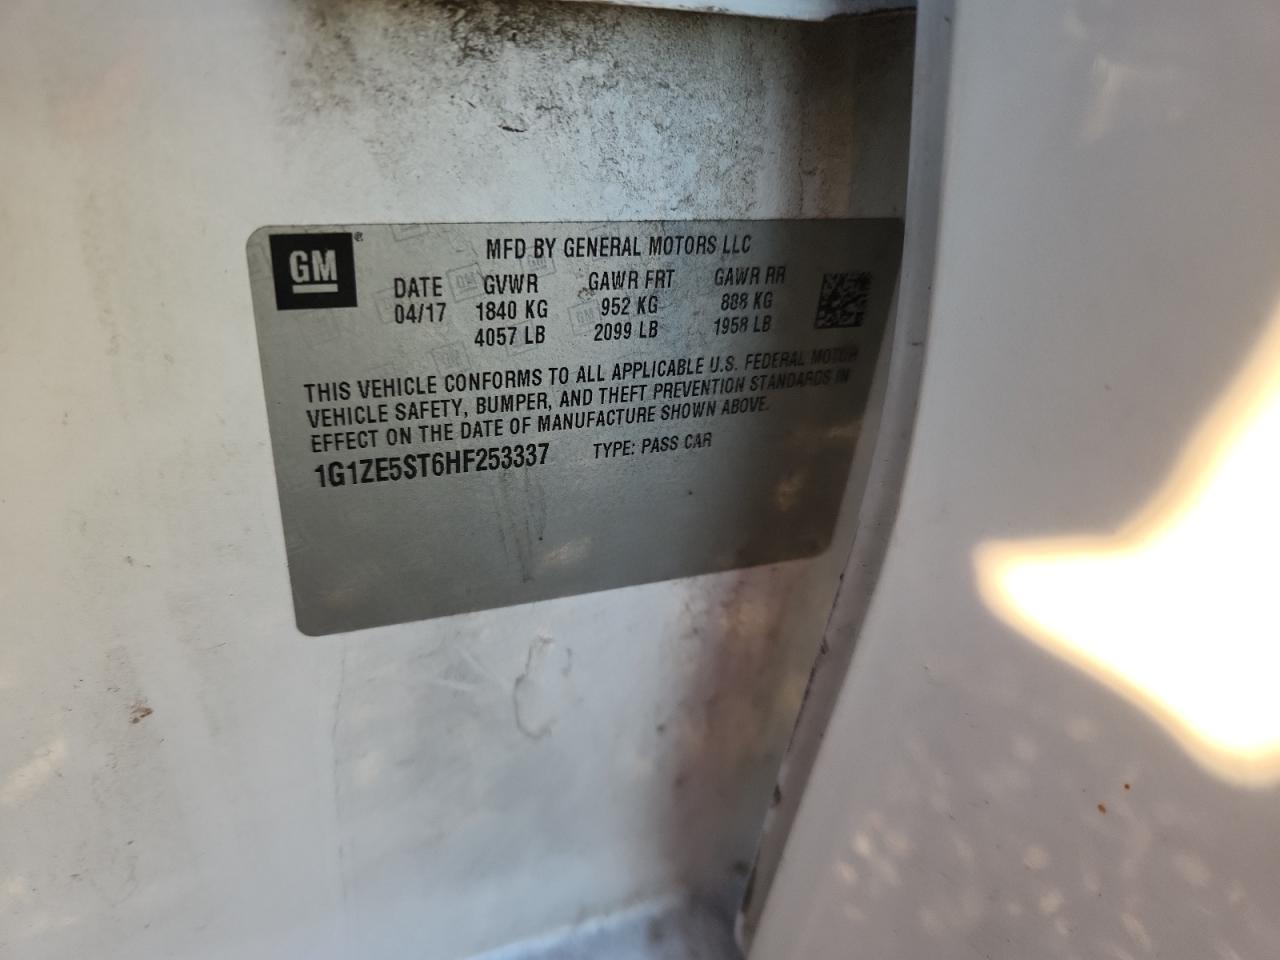 GM
MFD BY GENERAL MOTORS LLC
DATE GVWR GAWR FRT GAWR RR
04/17 1840 KG 952 KG 888 KG
4057 LB 2099 LB 1958 LB
THIS VEHICLE CONFORMS TO ALL APPLICABLE U.S. FEDERAL MOTOR
VEHICLE SAFETY, BUMPER, AND THEFT PREVENTION STANDARDS IN
EFFECT ON THE DATE OF MANUFACTURE SHOWN ABOVE.
1G1ZE5ST6HF253337 TYPE: PASS CAR